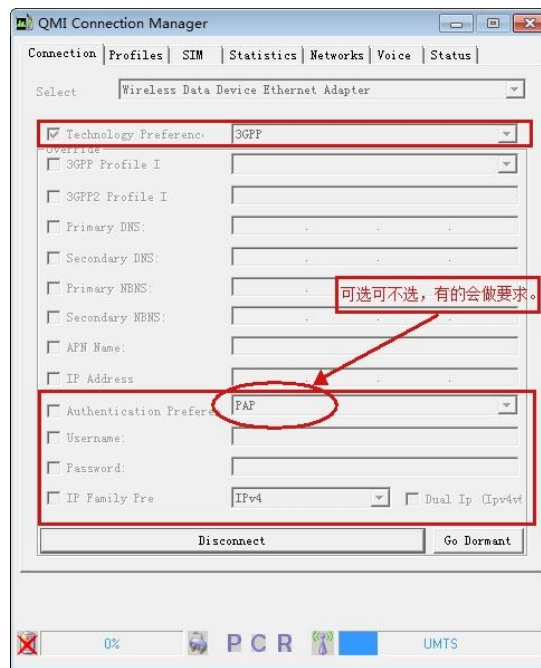 QMI Connection Manager
Connection Profiles SIM Statistics Networks Voice Status
Select Wireless Data Device Ethernet Adapter
Technology Preferenc 3GPP
Override
3GPP Profile I
3GPP2 Profile I
Primary DNS:
Secondary DNS:
Primary NBNS:
可选可不选，有的会做要求。
Secondary NBNS:
APN Name:
IP Address
Authentication Prefere PAP
Username:
Password:
IP Family Pre IPv4 Dual Ip (Ipv4v6
Disconnect Go Dormant
0% P C R UMTS